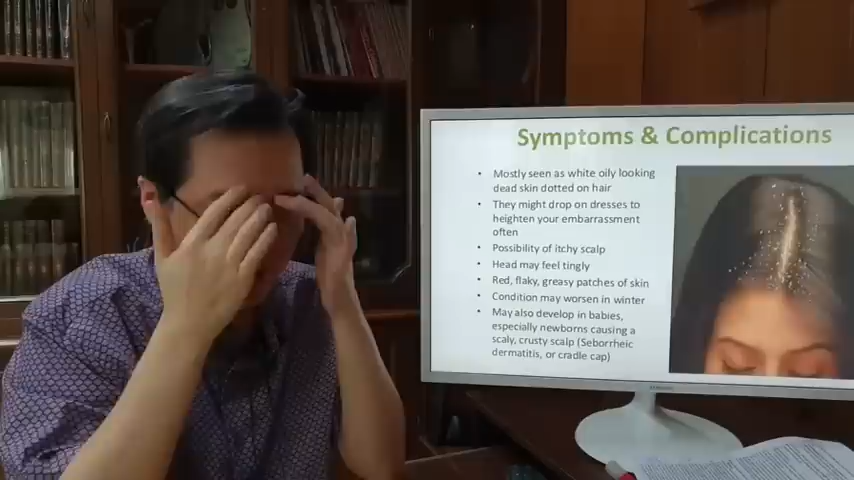 Symptoms & Complications
• Mostly seen as white oily looking
dead skin dotted on hair
• They might drop on dresses to
heighten your embarrassment
often
• Possibility of itchy scalp
• Head may feel tingly
• Red, flaky, greasy patches of skin
• Condition may worsen in winter
• May also develop in babies,
especially newborns causing a
scaly, crusty scalp (Seborrheic
dermatitis, or cradle cap)